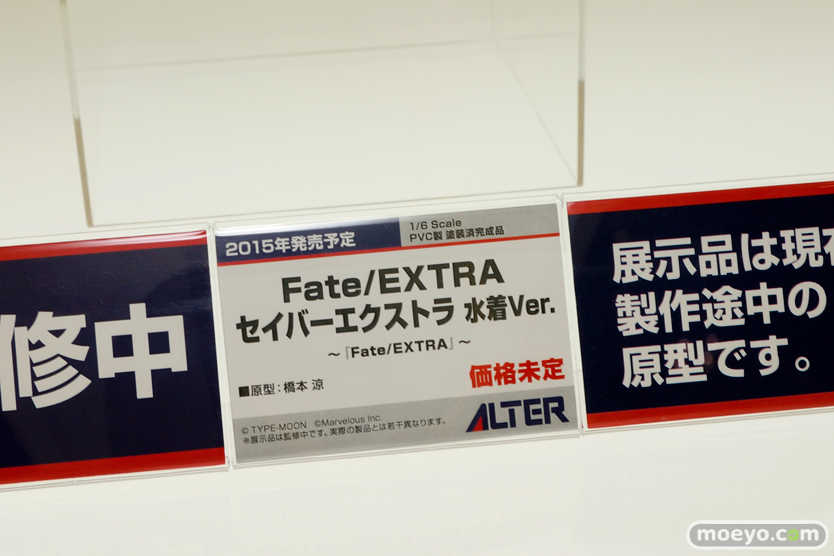 修中
2015年発売予定
1/6 Scale
PVC製 塗装済完成品
Fate/EXTRA
セイバーエクストラ 水着Ver.
～『Fate/EXTRA』～
■原型：橋本 涼
価格未定
©TYPE-MOON ©Marvelous Inc.
※展示品は監修中です。実際の製品とは若干異なります。
ALTER
展示品は現在
製作途中の
原型です。
moeyo.com